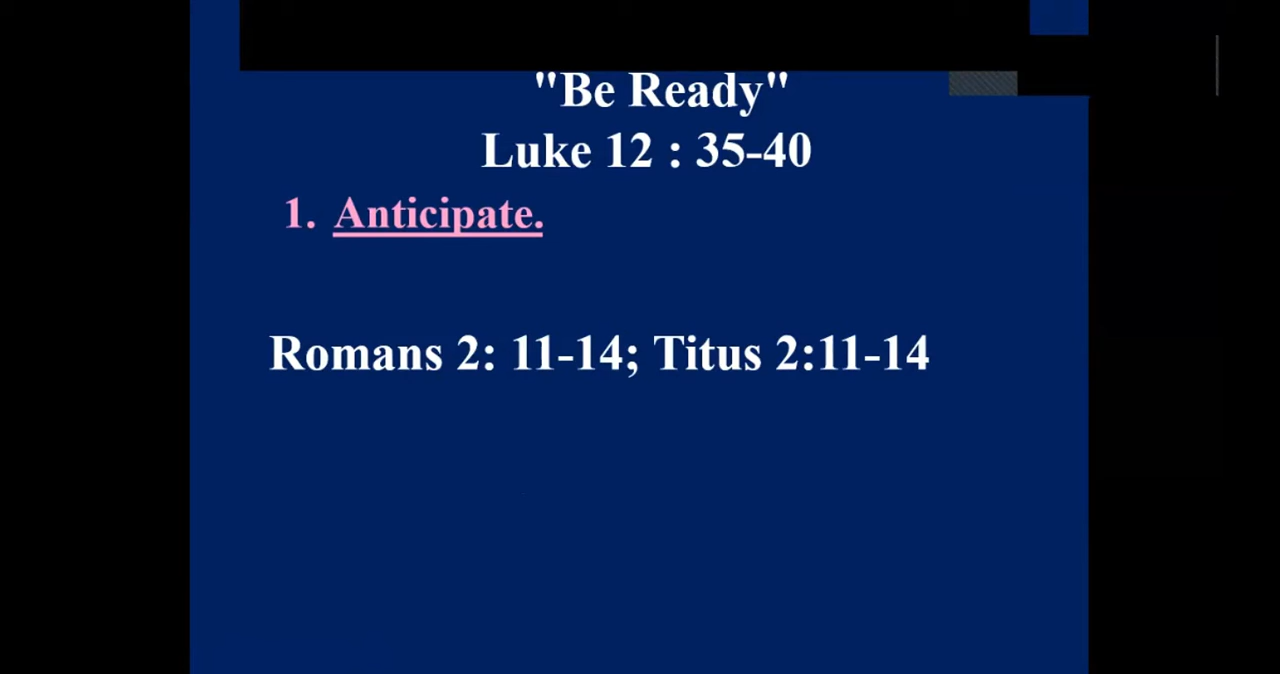 "Be Ready"
Luke 12 : 35-40
1. Anticipate.
Romans 2: 11-14; Titus 2:11-14